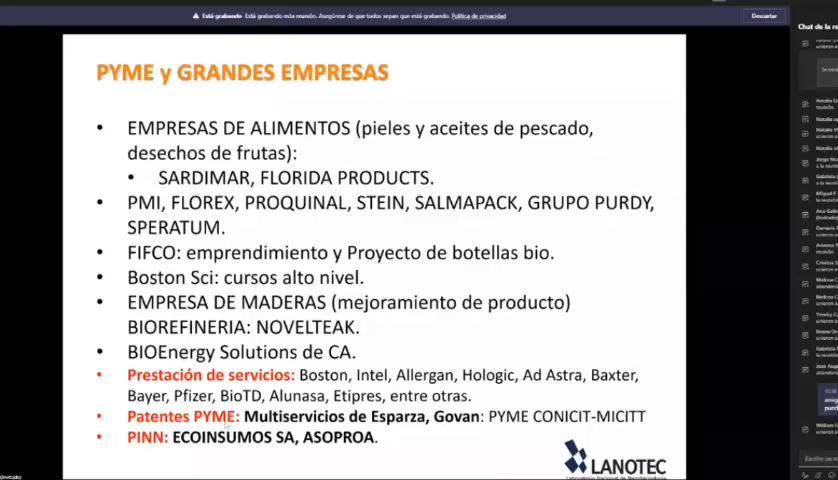 Está grabando Está grabando esta reunión. Asegúrese de que todos sepan que está grabando. Política de privacidad
Descartar
Chat de la re
PYME y GRANDES EMPRESAS
• EMPRESAS DE ALIMENTOS (pieles y aceites de pescado,
desechos de frutas):
• SARDIMAR, FLORIDA PRODUCTS.
• PMI, FLOREX, PROQUINAL, STEIN, SALMAPACK, GRUPO PURDY,
SPERATUM.
• FIFCO: emprendimiento y Proyecto de botellas bio.
• Boston Sci: cursos alto nivel.
• EMPRESA DE MADERAS (mejoramiento de producto)
BIOREFINERIA: NOVELTEAK.
• BIOEnergy Solutions de CA.
• Prestación de servicios: Boston, Intel, Allergan, Hologic, Ad Astra, Baxter,
Bayer, Pfizer, BioTD, Alunasa, Etipres, entre otras.
• Patentes PYME: Multiservicios de Esparza, Govan: PYME CONICIT-MICITT
• PINN: ECOINSUMOS SA, ASOPROA.
LANOTEC
Laboratorio Nacional de Nanotecnología